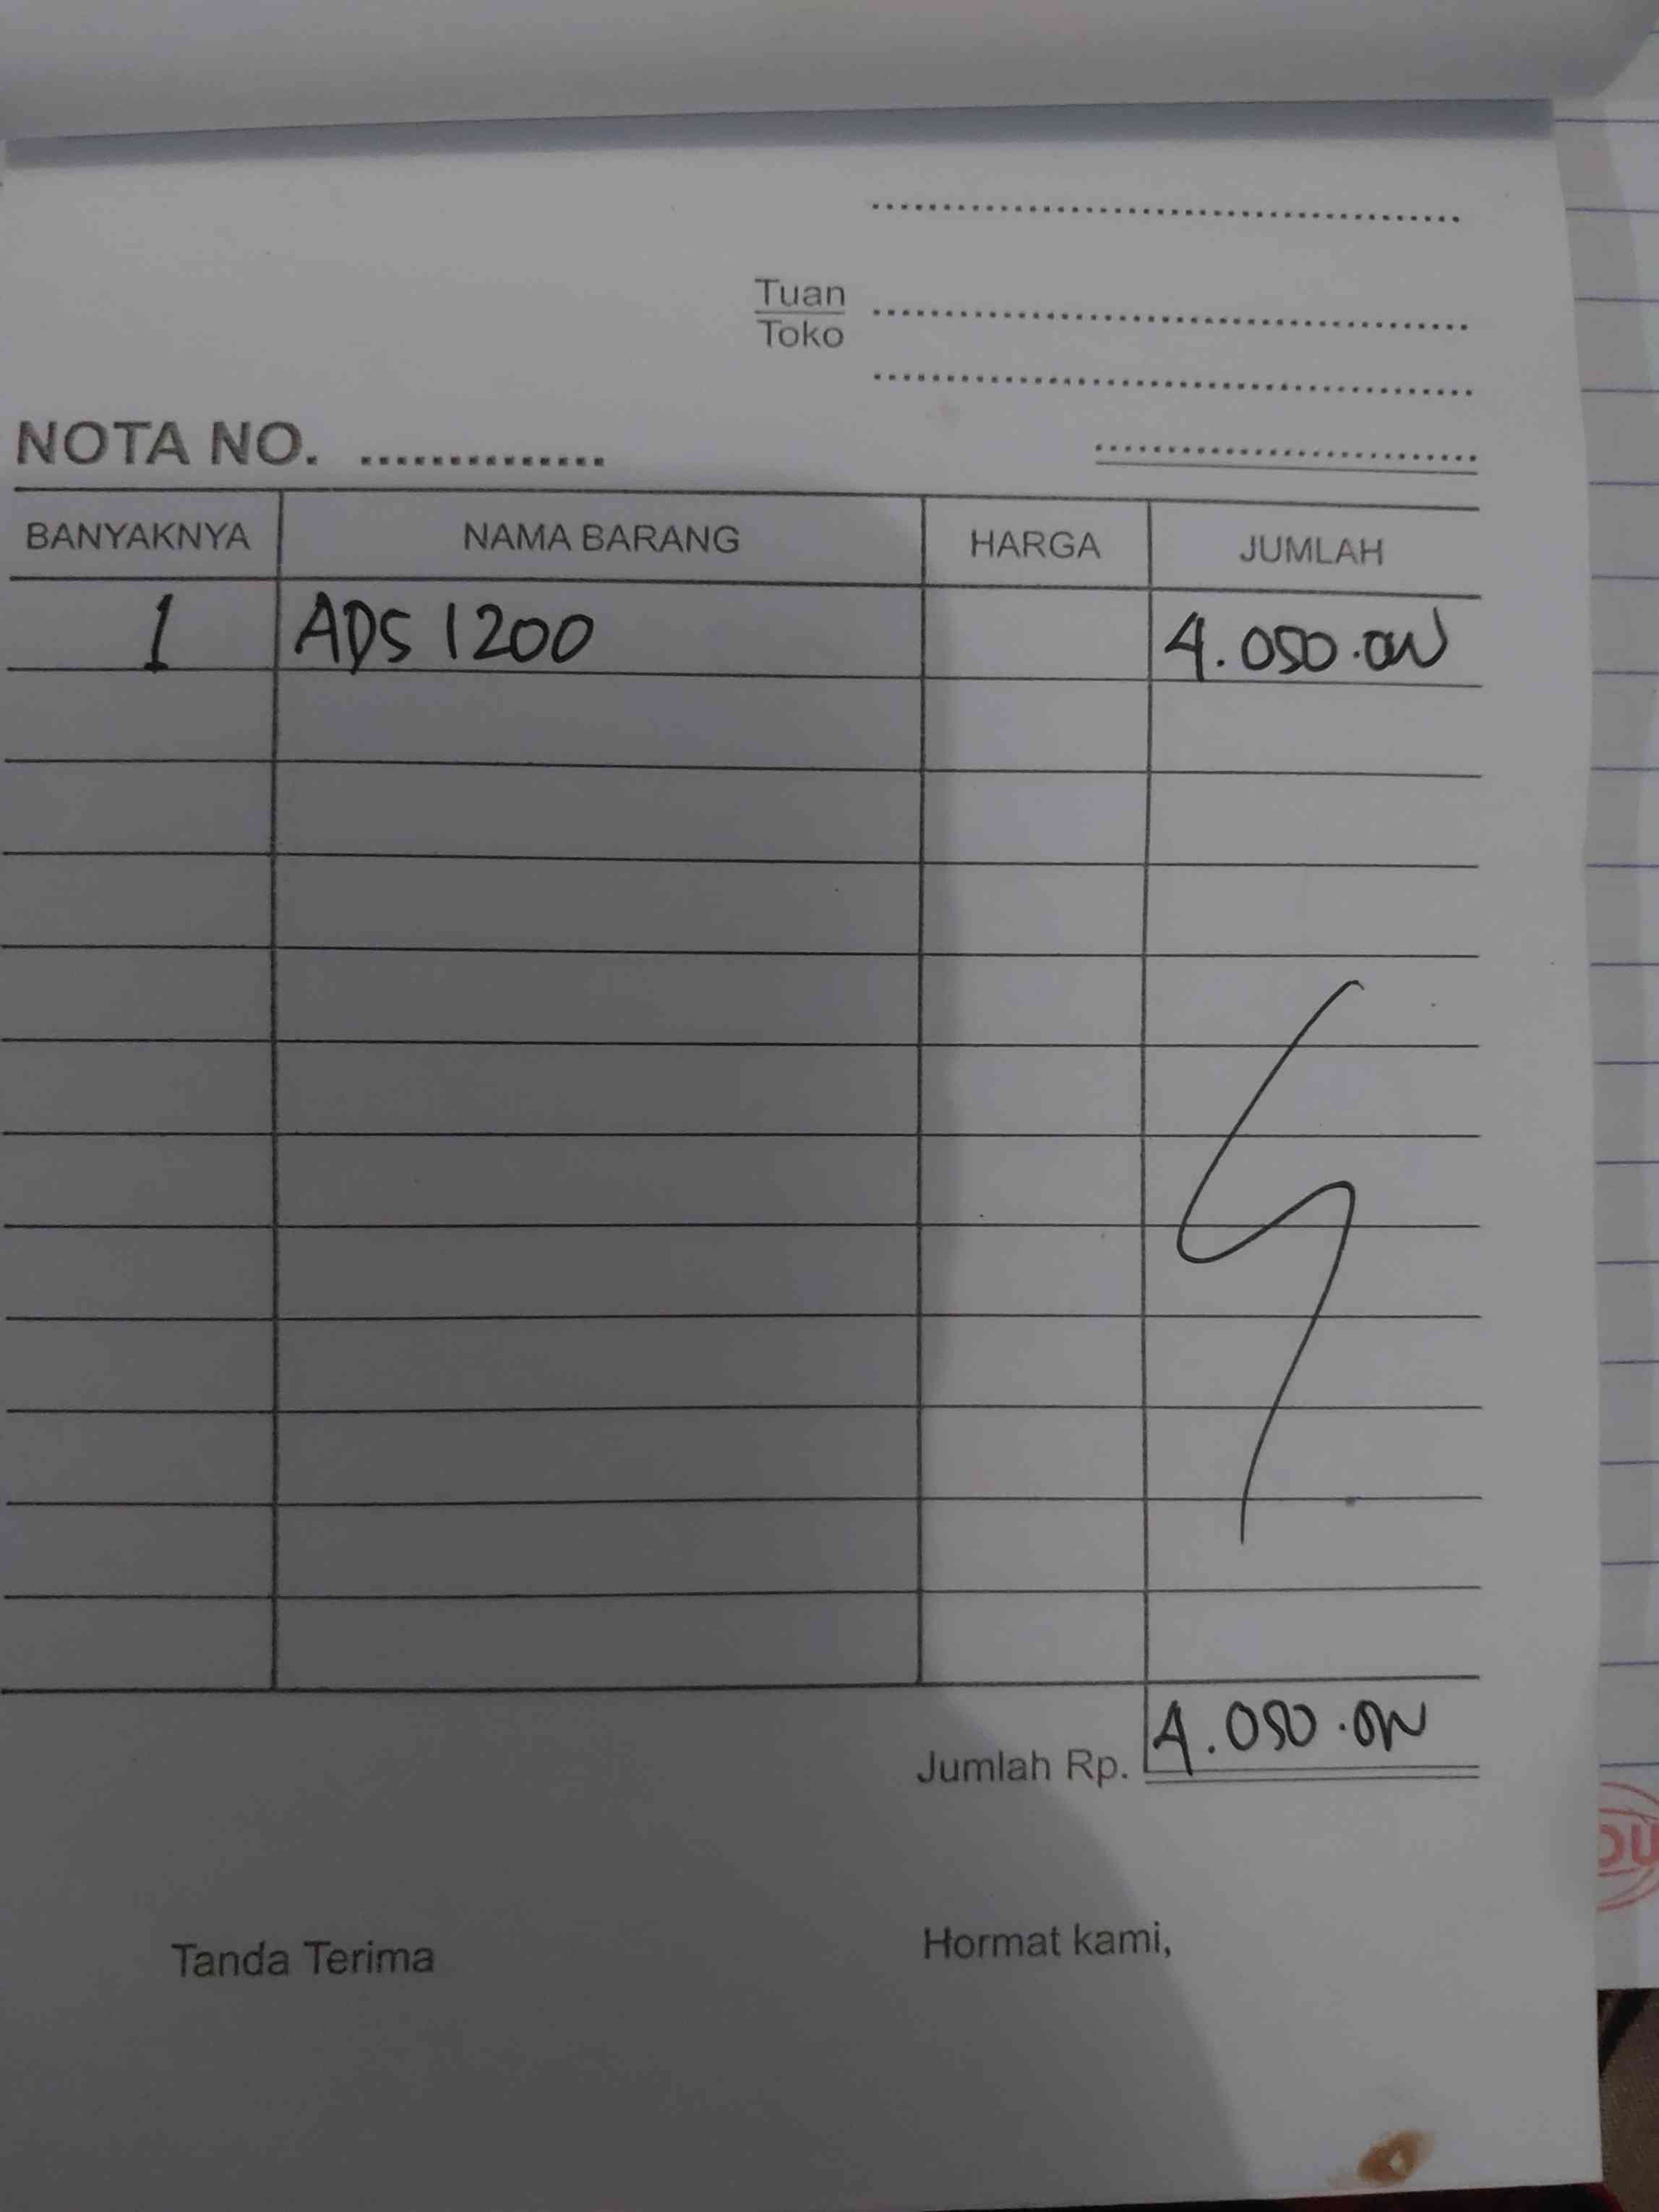 Tuan
Toko
NOTA NO. ..............
BANYAKNYA NAMA BARANG HARGA JUMLAH
1 ADS 1200 4.050.000
Jumlah Rp. 4.050.000
Tanda Terima Hormat kami,